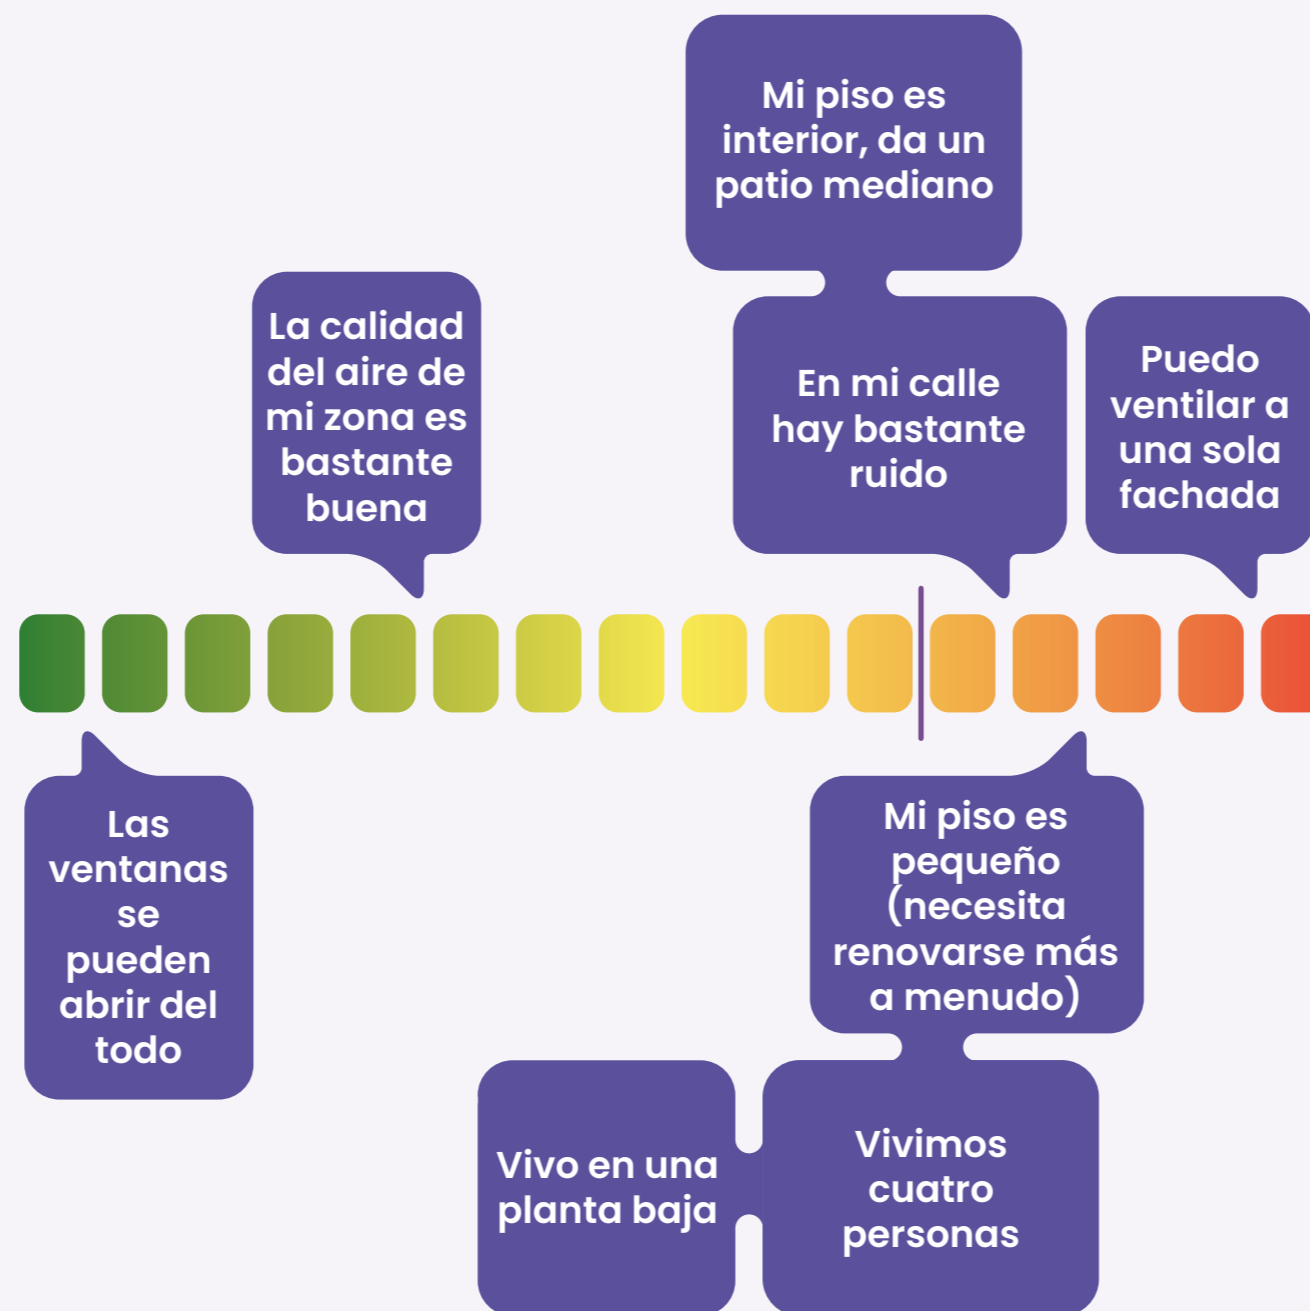 Mi piso es
interior, da un
patio mediano
La calidad
del aire de
mi zona es
bastante
buena
En mi calle
hay bastante
ruido
Puedo
ventilar a
una sola
fachada
Las
ventanas
se
pueden
abrir del
todo
Mi piso es
pequeño
(necesita
renovarse más
a menudo)
Vivo en una
planta baja
Vivimos
cuatro
personas